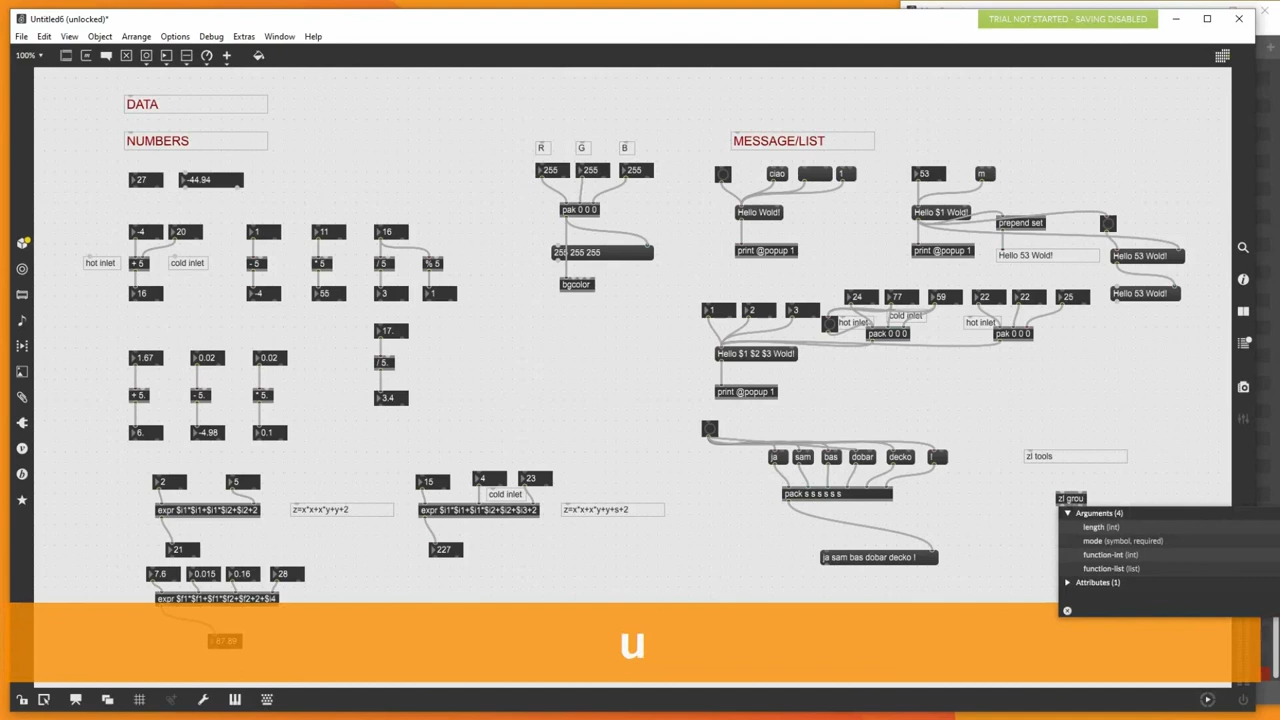 Untitled6 (unlocked)*
TRIAL NOT STARTED - SAVING DISABLED
File Edit View Object Arrange Options Debug Extras Window Help
100%
DATA
NUMBERS
R G B
MESSAGE/LIST
27 -44.94
255 255 255
ciao 1
53 m
pak 0 0 0
Hello Wold!
Hello $1 Wold!
prepend set
-4 20 1 11 16
255 255 255
print @popup 1
print @popup 1
Hello 53 Wold!
Hello 53 Wold!
hot inlet + 5 cold inlet - 5 * 5 / 5 % 5
bgcolor
16 -4 55 3 1
Hello 53 Wold!
24 77 59 22 22 25
1 2 3
hot inlet cold inlet hot inlet
pack 0 0 0 pak 0 0 0
17.
/ 5.
3.4
Hello $1 $2 $3 Wold!
print @popup 1
1.67 0.02 0.02
+ 5. - 5. * 5.
6. -4.98 0.1
ja sam bas dobar decko !
zl tools
pack s s s s s s
zl grou
2 5 15 4 23
cold inlet
expr $i1*$i1+$i1*$i2+$i2+2
z=x*x+x*y+y+2
expr $i1*$i1+$i1*$i2+$i2+$i3+2
z=x*x+x*y+y+s+2
21 227
ja sam bas dobar decko !
Arguments (4)
length (int)
mode (symbol, required)
function-int (int)
function-list (list)
Attributes (1)
7.6 0.015 0.16 28
expr $f1*$f1+$f1*$f2+$f2+2+$i4
87.89
u